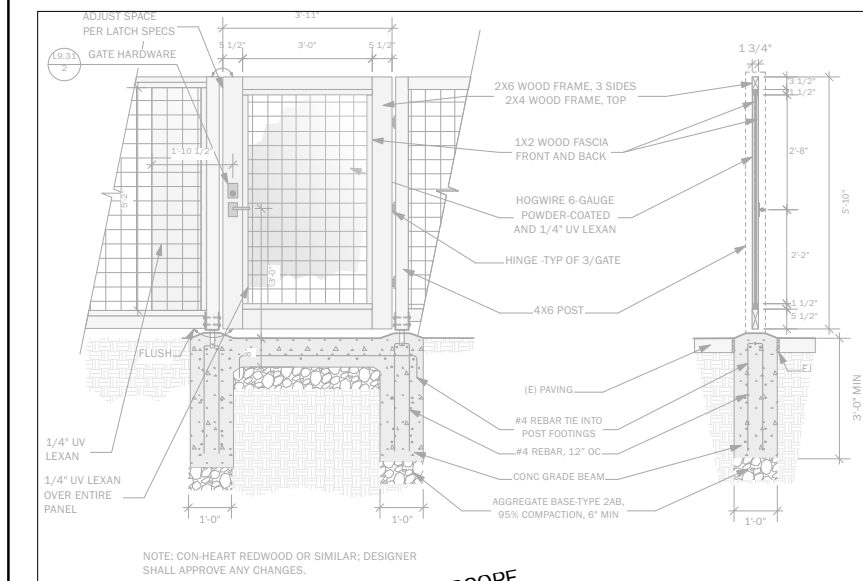 ADJUST SPACE
PER LATCH SPECS
L9.31
2
GATE HARDWARE
3'-11"
5 1/2"
3'-0"
5 1/2"
1'-10 1/2"
5'-2"
3'-0"
8"
FLUSH
1/4" UV
LEXAN
1/4" UV LEXAN
OVER ENTIRE
PANEL
1'-0"
1'-0"
2X6 WOOD FRAME, 3 SIDES
2X4 WOOD FRAME, TOP
1X2 WOOD FASCIA
FRONT AND BACK
HOGWIRE 6-GAUGE
POWDER-COATED
AND 1/4" UV LEXAN
HINGE -TYP OF 3/GATE
4X6 POST
(E) PAVING
#4 REBAR TIE INTO
POST FOOTINGS
#4 REBAR, 12" OC
CONC GRADE BEAM
AGGREGATE BASE-TYPE 2AB,
95% COMPACTION, 6" MIN
1 3/4"
3 1/2"
1 1/2"
2'-8"
5'-10"
2'-2"
1 1/2"
5 1/2"
(E)
3'-0" MIN
1'-0"
NOTE: CON-HEART REDWOOD OR SIMILAR; DESIGNER
SHALL APPROVE ANY CHANGES.